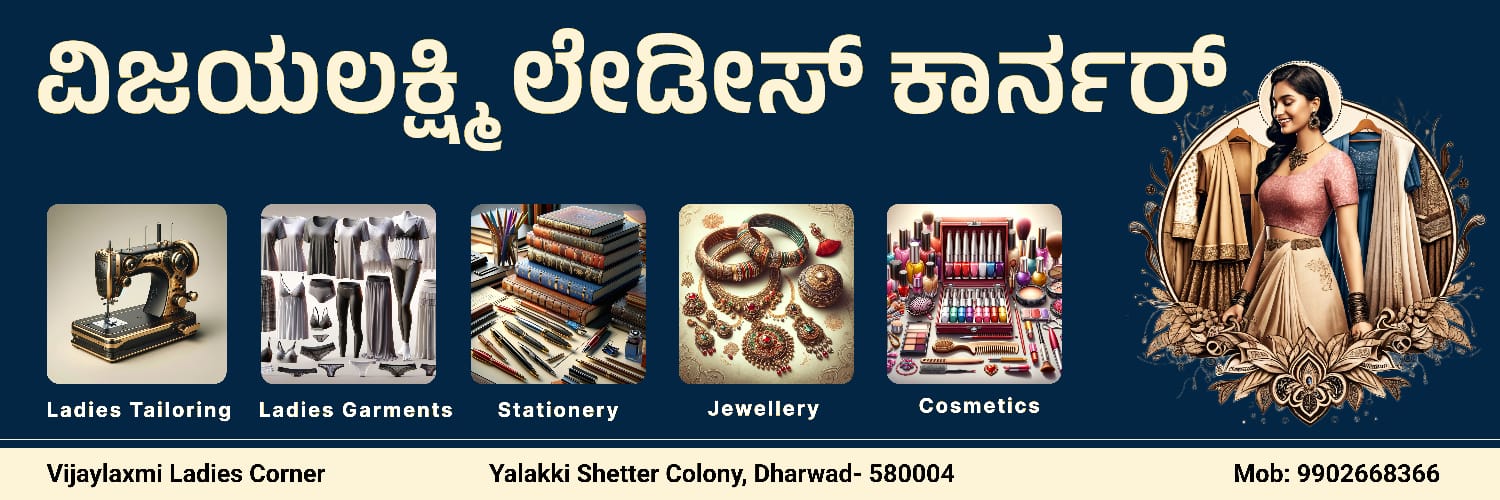 ವಿಜಯಲಕ್ಷ್ಮಿ ಲೇಡೀಸ್ ಕಾರ್ನರ್
Ladies Tailoring
Ladies Garments
Stationery
Jewellery
Cosmetics
Vijaylaxmi Ladies Corner
Yalakki Shetter Colony, Dharwad- 580004
Mob: 9902668366